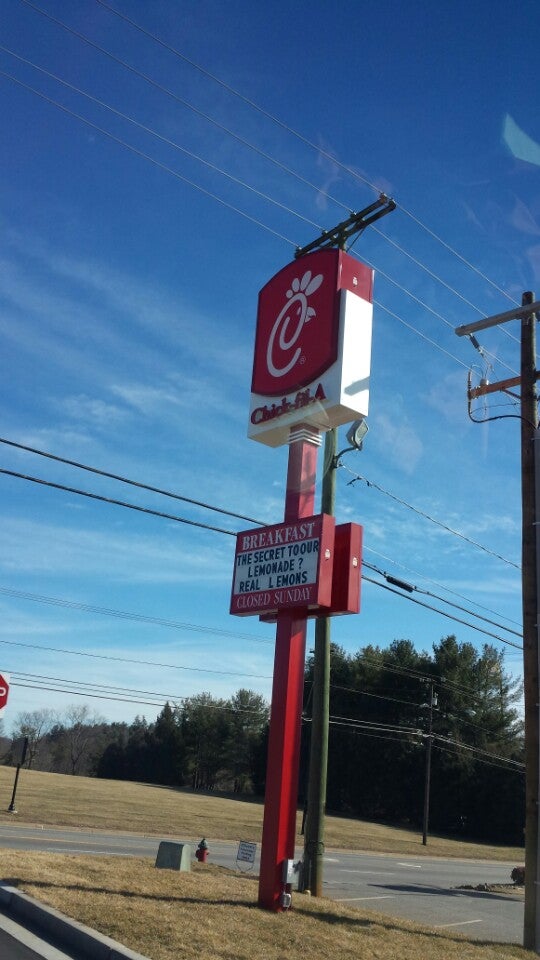 Chick-fil-A
BREAKFAST
THE SECRET TO OUR
LEMONADE ?
REAL LEMONS
CLOSED SUNDAY